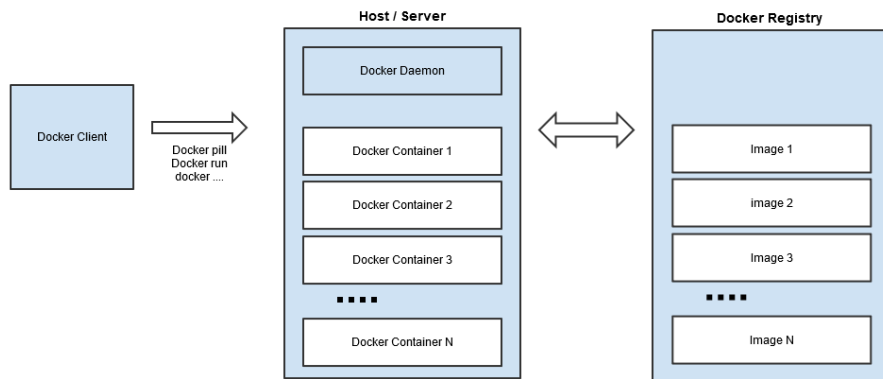 Host / Server
Docker Registry
Docker Daemon
Docker Client
Docker pill
Docker run
docker ....
Docker Container 1
Docker Container 2
Docker Container 3
Docker Container N
Image 1
image 2
Image 3
Image N